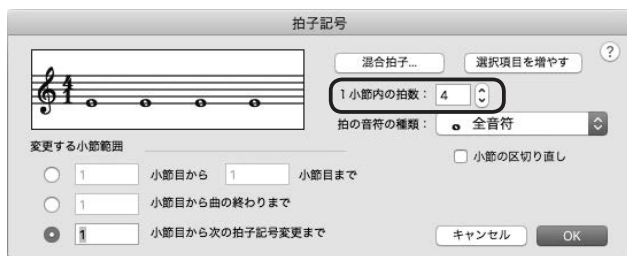 拍子記号
混合拍子... 選択項目を増やす ?
4 1
1小節内の拍数： 4
拍の音符の種類： 全音符
小節の区切り直し
変更する小節範囲
1 小節目から 1 小節目まで
1 小節目から曲の終わりまで
1 小節目から次の拍子記号変更まで
キャンセル OK